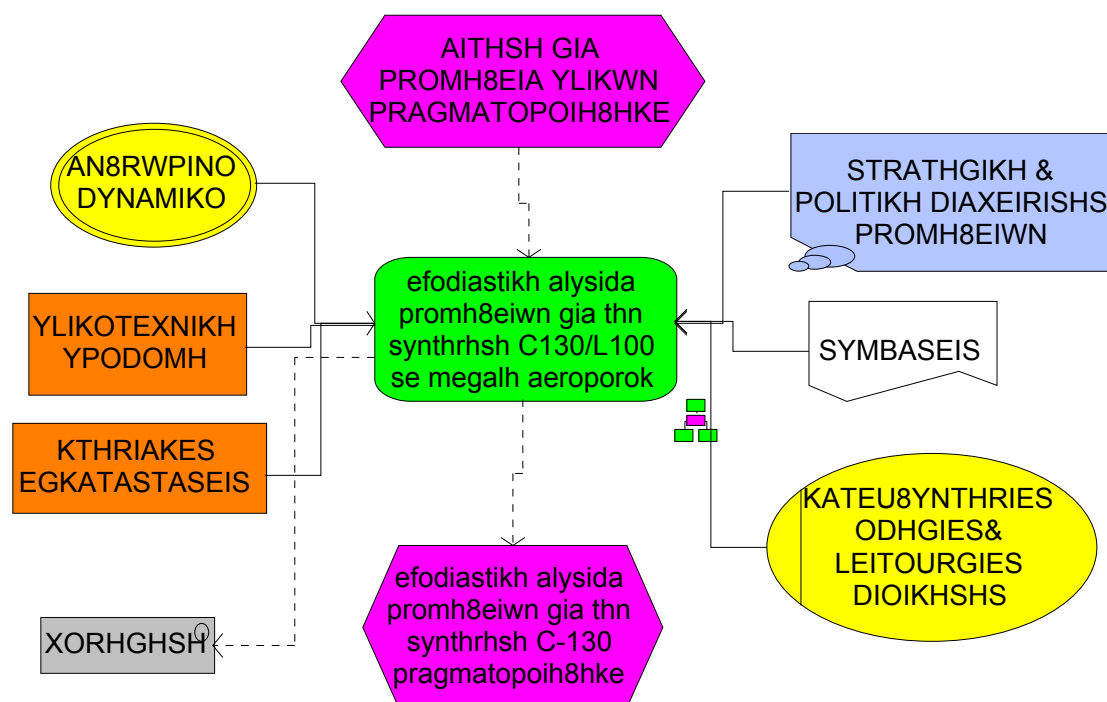 AITHSH GIA
PROMH8EIA YLIKWN
PRAGMATOPOIH8HKE
AN8RWPINO
DYNAMIKO
STRATHGIKH &
POLITIKH DIAXEIRISHS
PROMH8EIWN
efodiastikh alysida
promh8eiwn gia thn
synthrhsh C130/L100
se megalh aeroporok
YLIKOTEXNIKH
YPODOMH
SYMBASEIS
KTHRIAKES
EGKATASTASEIS
KATEU8YNTHRIES
ODHGIES&
LEITOURGIES
DIOIKHSHS
efodiastikh alysida
promh8eiwn gia thn
synthrhsh C-130
pragmatopoih8hke
XORHGHSH